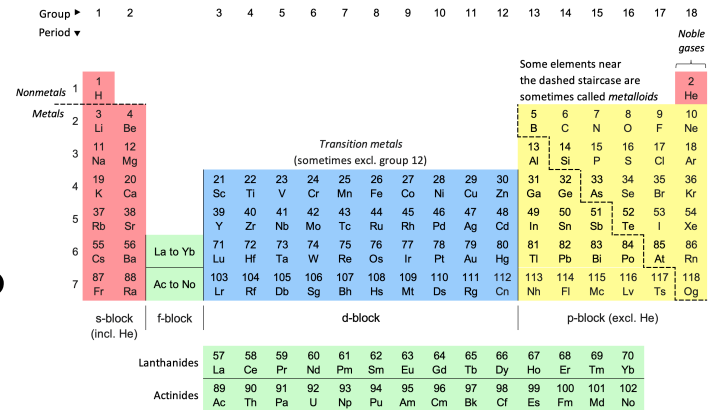 Group► 1 2 3 4 5 6 7 8 9 10 11 12 13 14 15 16 17 18
Period▼
Noble
gases
Some elements near
the dashed staircase are
sometimes called metalloids
Nonmetals 1
1 2
H He
Metals
2
3 4 5 6 7 8 9 10
Li Be B C N O F Ne
Transition metals
(sometimes excl. group 12)
3
11 12 13 14 15 16 17 18
Na Mg Al Si P S Cl Ar
4
19 20 21 22 23 24 25 26 27 28 29 30 31 32 33 34 35 36
K Ca Sc Ti V Cr Mn Fe Co Ni Cu Zn Ga Ge As Se Br Kr
5
37 38 39 40 41 42 43 44 45 46 47 48 49 50 51 52 53 54
Rb Sr Y Zr Nb Mo Tc Ru Rh Pd Ag Cd In Sn Sb Te I Xe
6
55 56 La to Yb 71 72 73 74 75 76 77 78 79 80 81 82 83 84 85 86
Cs Ba Lu Hf Ta W Re Os Ir Pt Au Hg Tl Pb Bi Po At Rn
7
87 88 Ac to No 103 104 105 106 107 108 109 110 111 112 113 114 115 116 117 118
Fr Ra Lr Rf Db Sg Bh Hs Mt Ds Rg Cn Nh Fl Mc Lv Ts Og
s-block f-block d-block p-block (excl. He)
(incl. He)
Lanthanides
57 58 59 60 61 62 63 64 65 66 67 68 69 70
La Ce Pr Nd Pm Sm Eu Gd Tb Dy Ho Er Tm Yb
Actinides
89 90 91 92 93 94 95 96 97 98 99 100 101 102
Ac Th Pa U Np Pu Am Cm Bk Cf Es Fm Md No